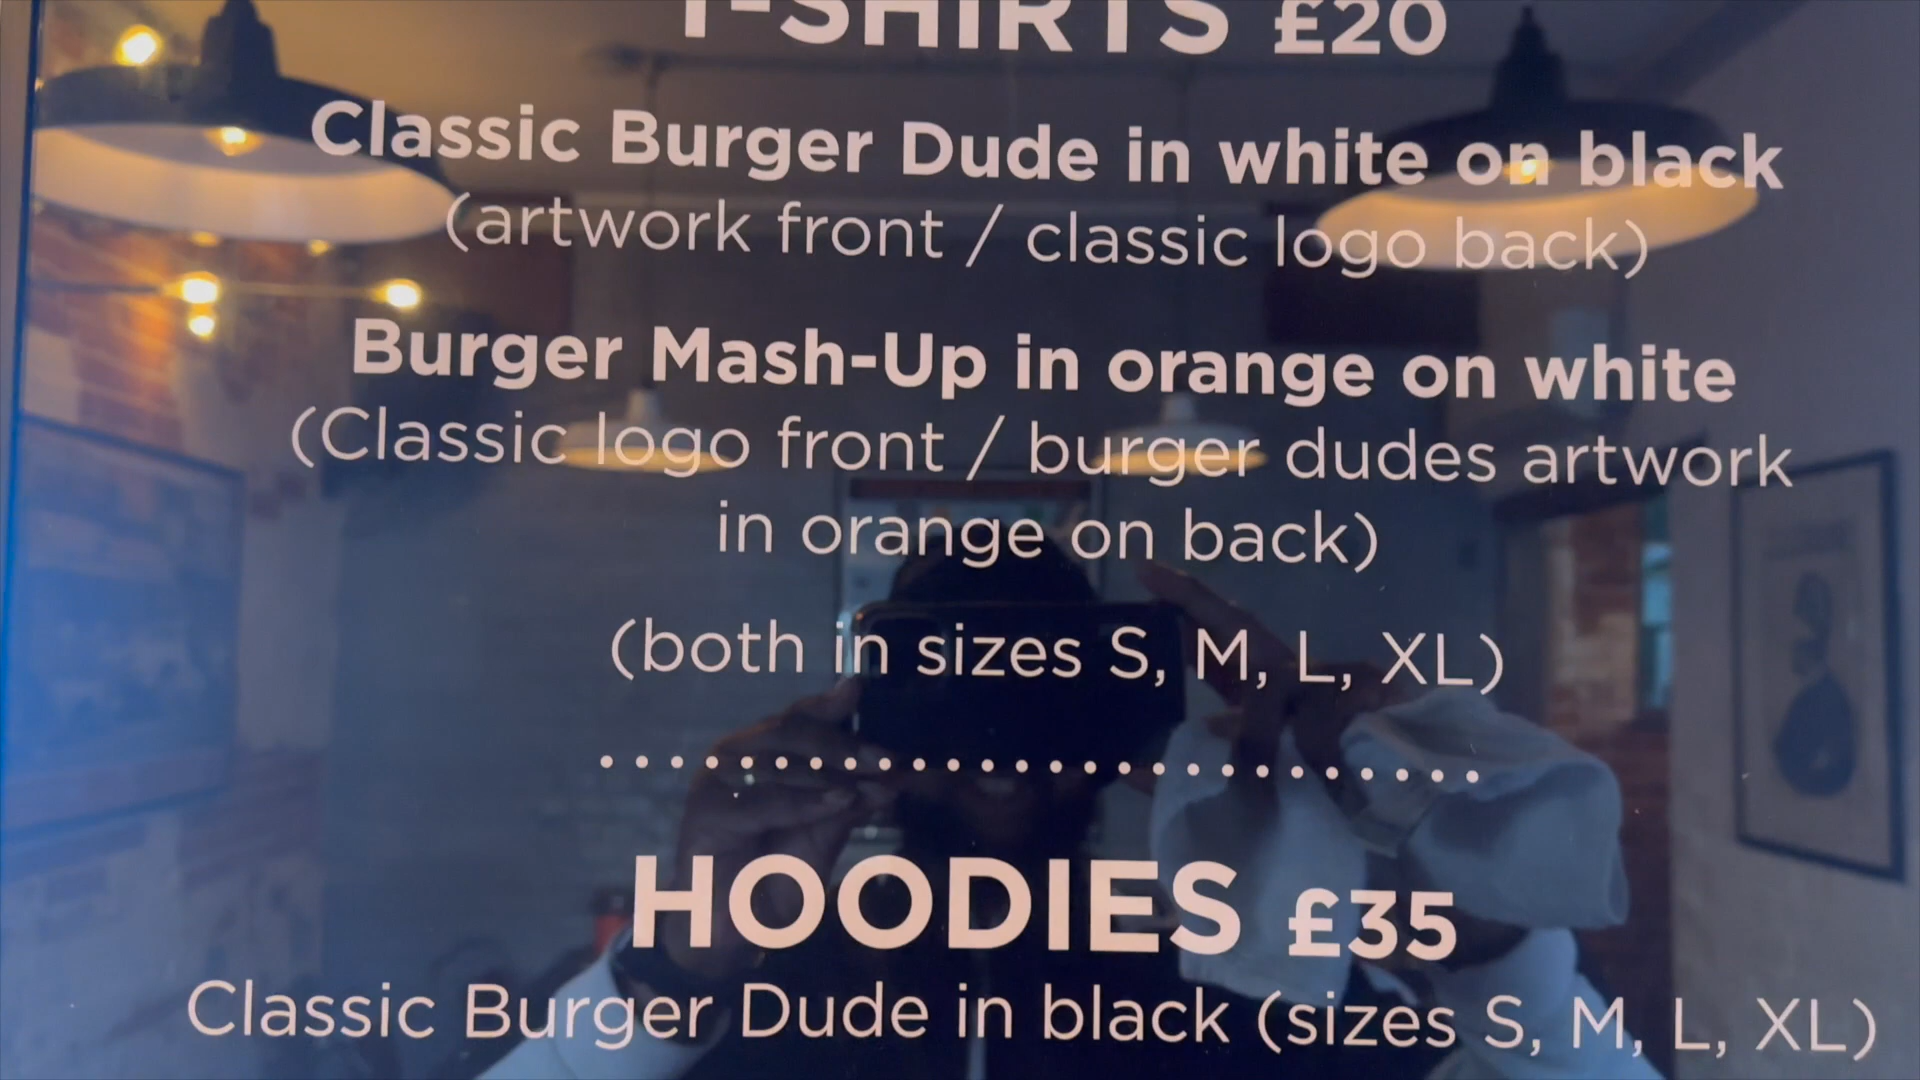 T-SHIRTS £20
Classic Burger Dude in white on black
(artwork front / classic logo back)
Burger Mash-Up in orange on white
(Classic logo front / burger dudes artwork
in orange on back)
(both in sizes S, M, L, XL)
HOODIES £35
Classic Burger Dude in black (sizes S, M, L, XL)